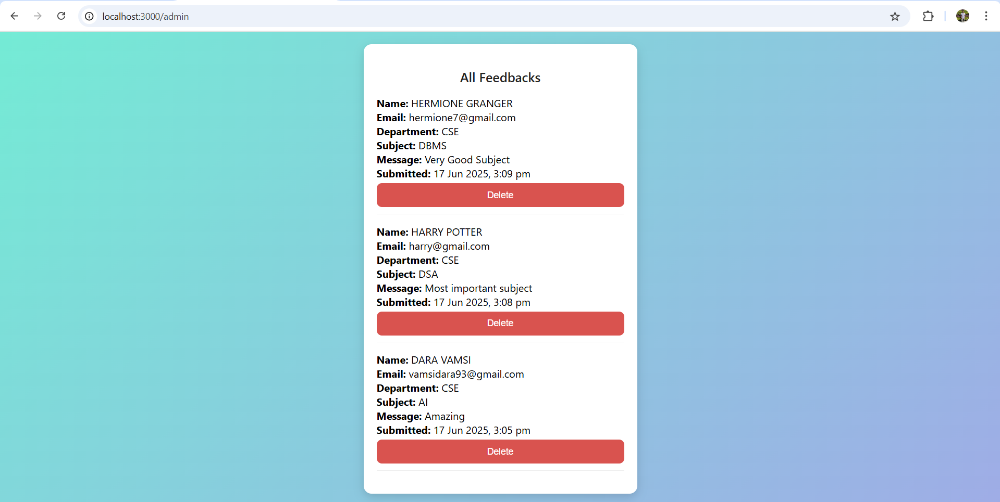 localhost:3000/admin
All Feedbacks
Name: HERMIONE GRANGER
Email: hermione7@gmail.com
Department: CSE
Subject: DBMS
Message: Very Good Subject
Submitted: 17 Jun 2025, 3:09 pm
Delete
Name: HARRY POTTER
Email: harry@gmail.com
Department: CSE
Subject: DSA
Message: Most important subject
Submitted: 17 Jun 2025, 3:08 pm
Delete
Name: DARA VAMSI
Email: vamsidara93@gmail.com
Department: CSE
Subject: AI
Message: Amazing
Submitted: 17 Jun 2025, 3:05 pm
Delete